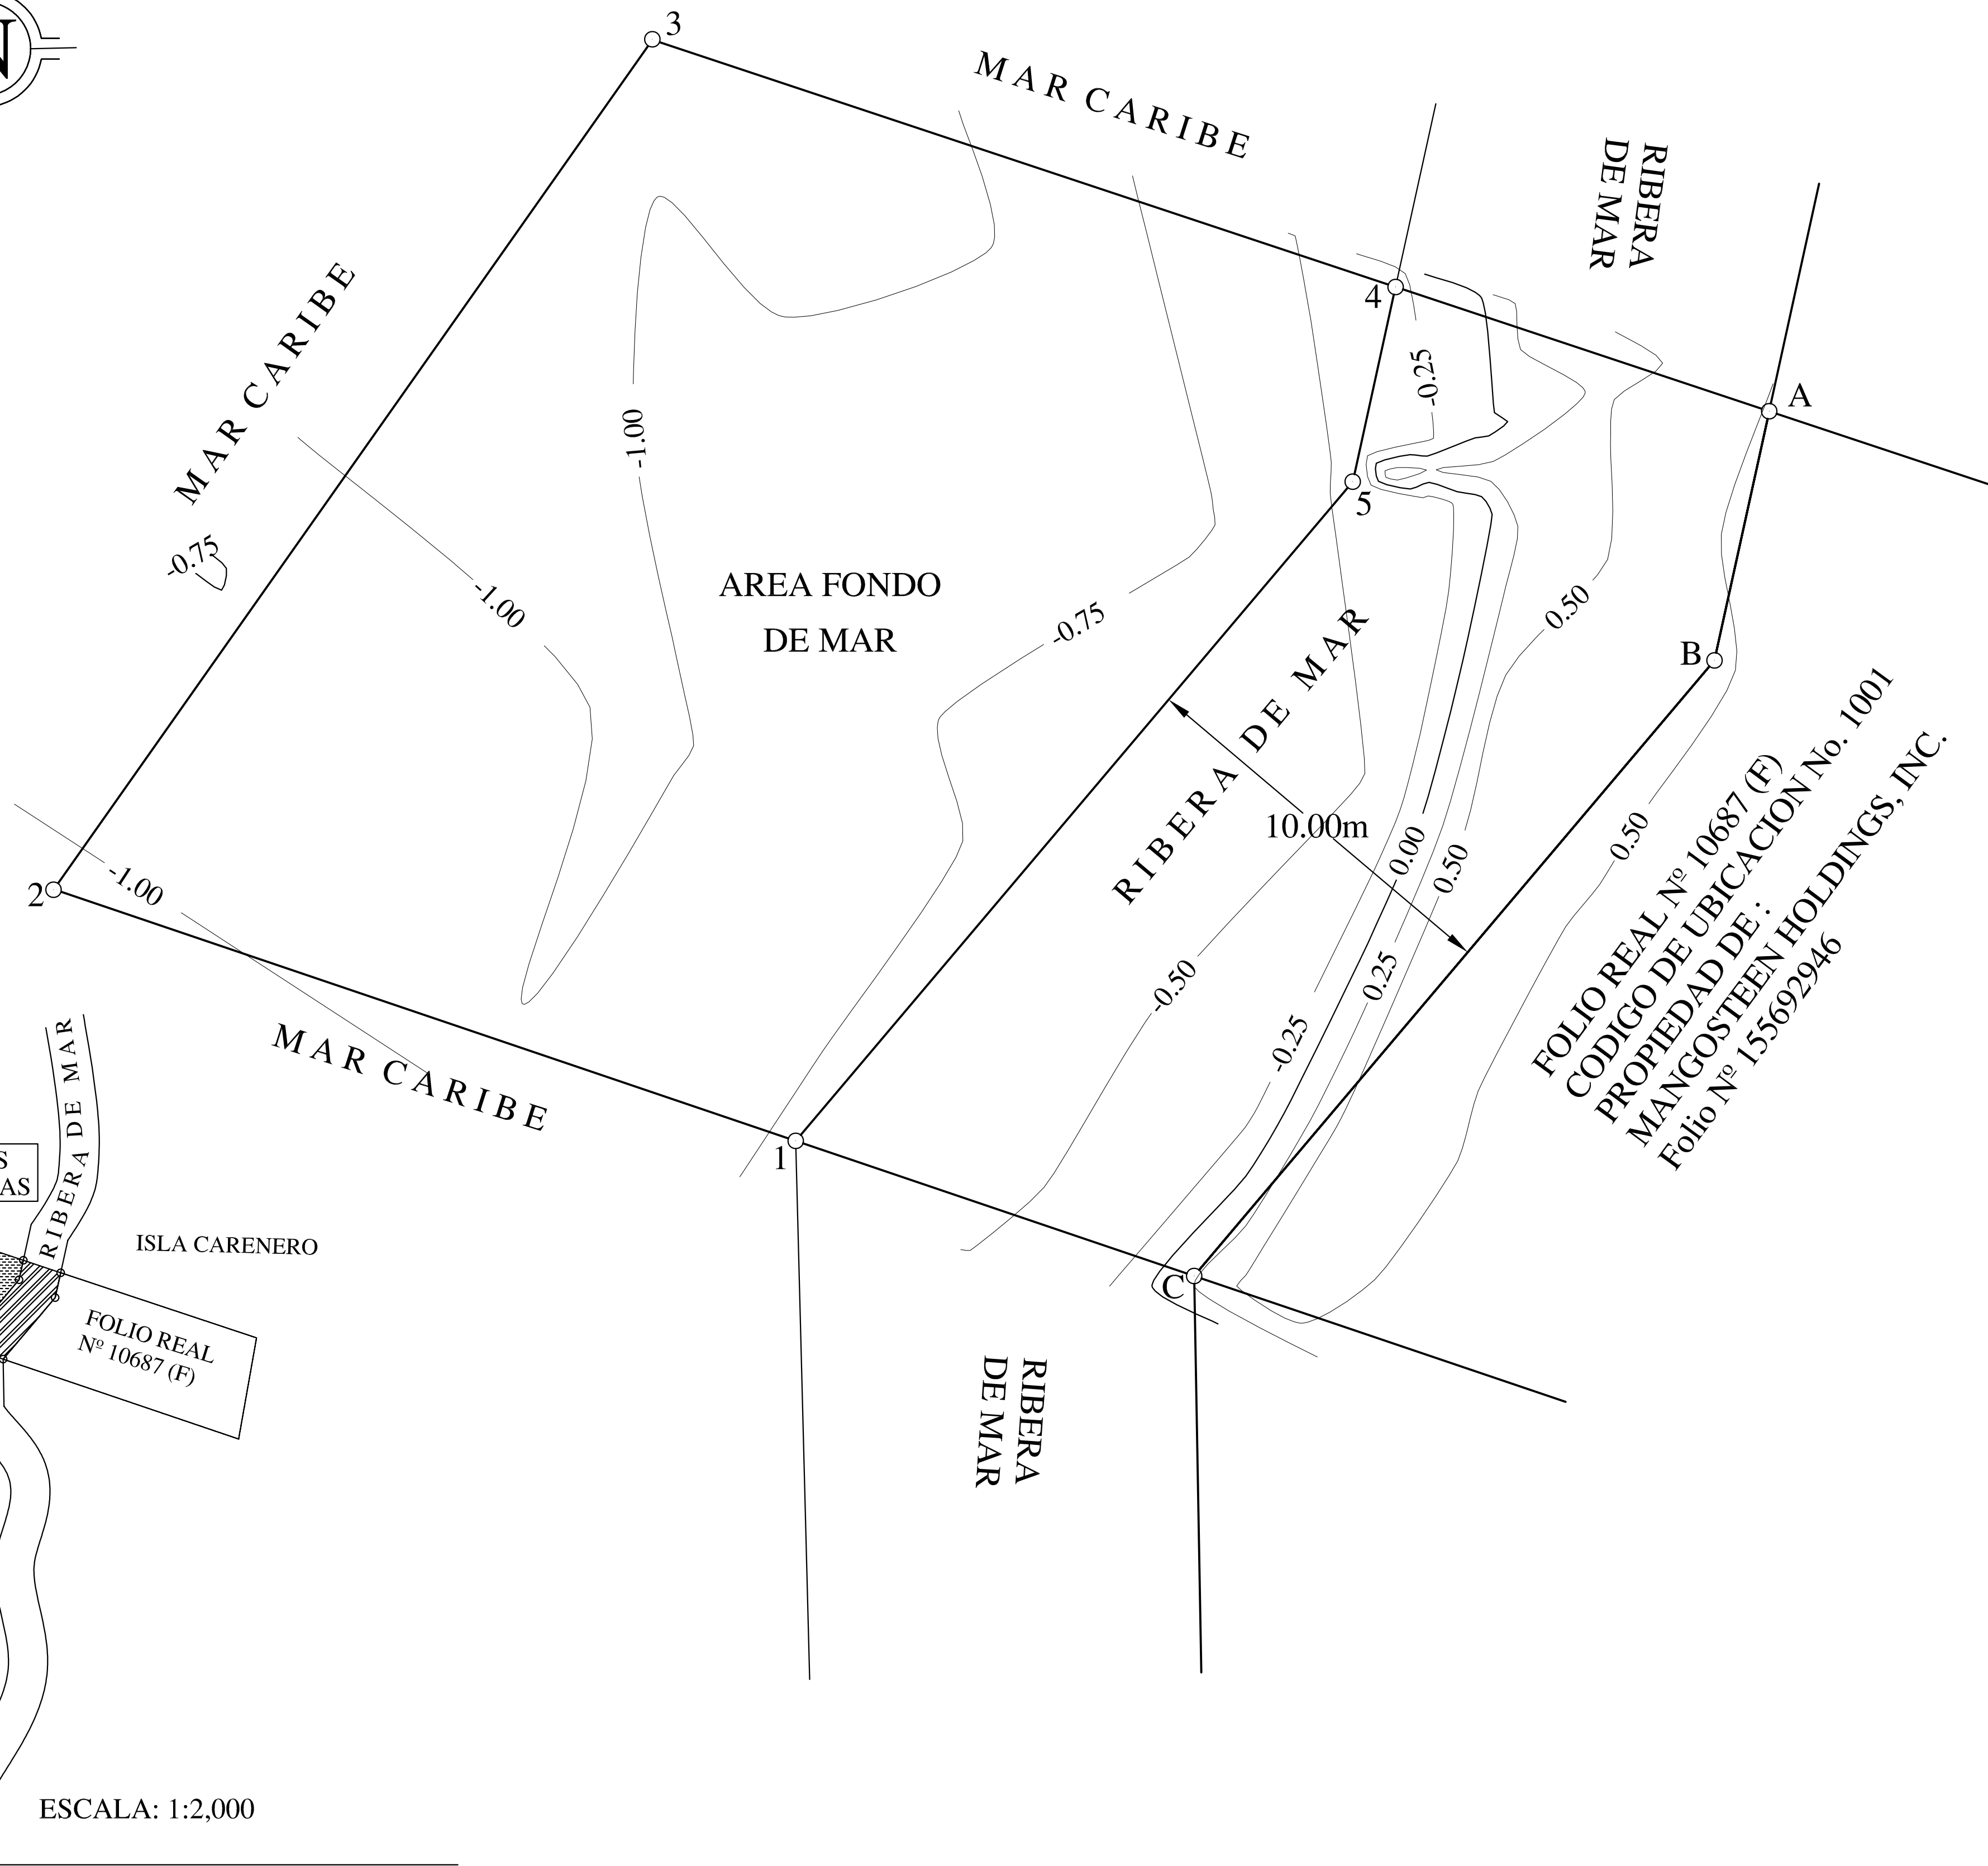 N
3
MAR CARIBE
RIBERA
DE MAR
4
A
-0.25
MAR CARIBE
-1.00
5
-0.75
-1.00
AREA FONDO
DE MAR
-0.75
0.50
RIBERA DE MAR
B
10.00m
0.00
0.50
0.50
FOLIO REAL Nº 10687 (F)
CODIGO DE UBICACION No. 1001
PROPIEDAD DE :
MANGOSTEEN HOLDINGS, INC.
Folio Nº 155692946
2
-1.00
-0.50
0.25
-0.25
MAR CARIBE
1
C
RIBERA
DE MAR
RIBERA DE MAR
S
AS
ISLA CARENERO
FOLIO REAL
Nº 10687 (F)
ESCALA: 1:2,000